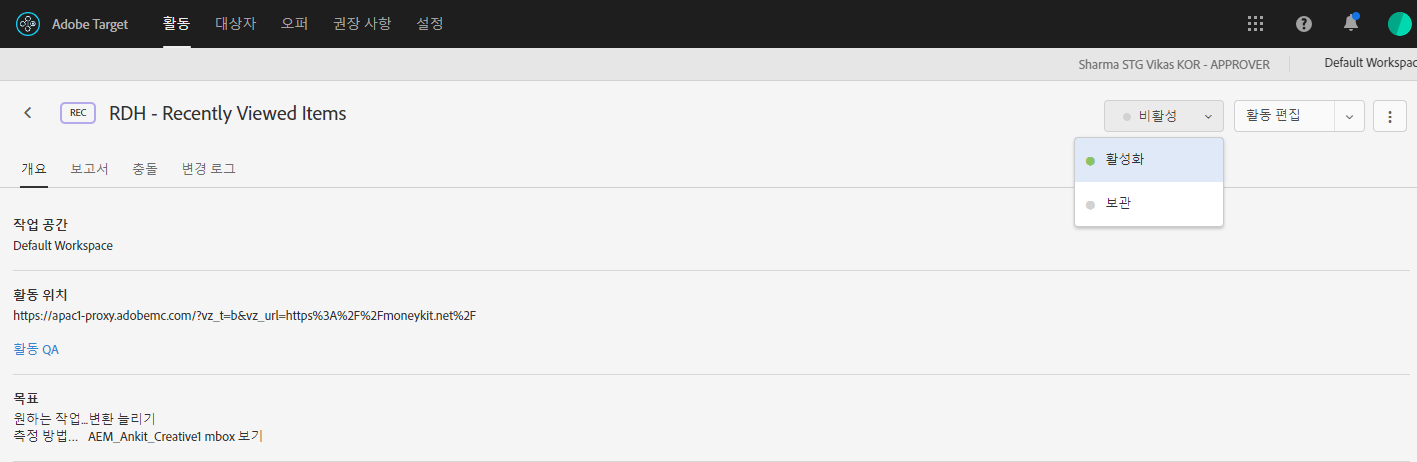 Adobe Target 활동 대상자 오퍼 권장 사항 설정
Sharma STG Vikas KOR - APPROVER Default Workspac
REC RDH - Recently Viewed Items 비활성 활동 편집
활성화
개요 보고서 충돌 변경 로그
보관
작업 공간
Default Workspace
활동 위치
https://apac1-proxy.adobemc.com/?vz_t=b&vz_url=https%3A%2F%2Fmoneykit.net%2F
활동 QA
목표
원하는 작업...변환 늘리기
측정 방법... AEM_Ankit_Creative1 mbox 보기